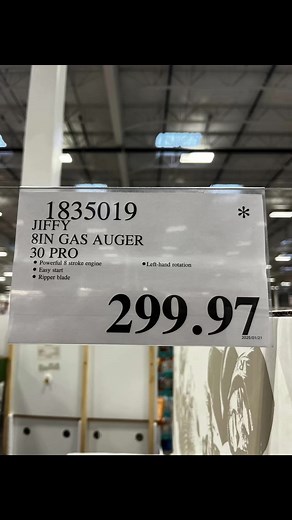 1835019 *
JIFFY
8IN GAS AUGER
30 PRO
• Powerful 8 stroke engine • Left-hand rotation
• Easy start
• Ripper blade
299.97